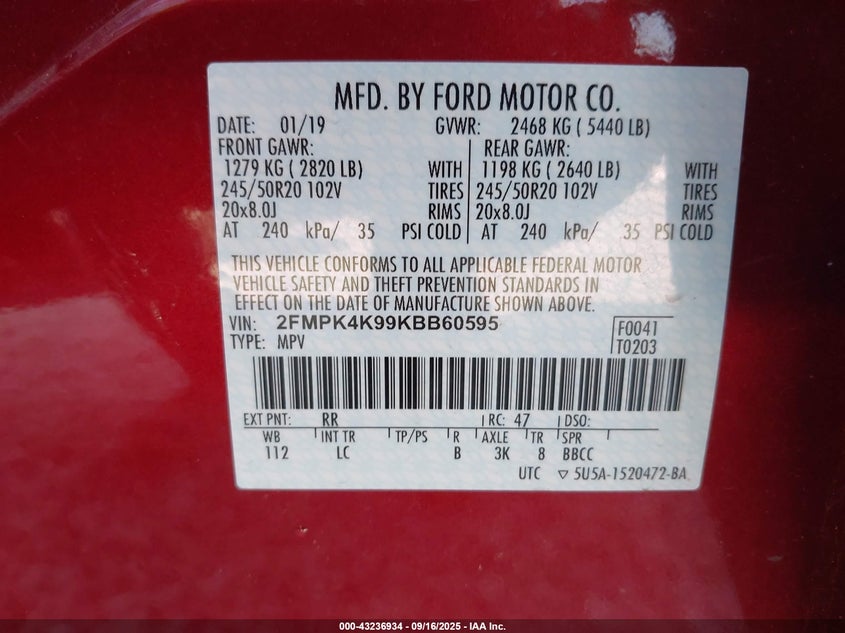 MFD. BY FORD MOTOR CO.
DATE: 01/19 GVWR: 2468 KG ( 5440 LB)
FRONT GAWR: REAR GAWR:
1279 KG ( 2820 LB) WITH 1198 KG ( 2640 LB) WITH
245/50R20 102V TIRES 245/50R20 102V TIRES
20x8.0J RIMS 20x8.0J RIMS
AT 240 kPa/ 35 PSI COLD AT 240 kPa/ 35 PSI COLD
THIS VEHICLE CONFORMS TO ALL APPLICABLE FEDERAL MOTOR
VEHICLE SAFETY AND THEFT PREVENTION STANDARDS IN
EFFECT ON THE DATE OF MANUFACTURE SHOWN ABOVE.
VIN: 2FMPK4K99KBB60595 F0041
TYPE: MPV T0203
EXT PNT: RR RC: 47 DSO:
WB INT TR TP/PS R AXLE TR SPR
112 LC B 3K 8 BBCC
UTC ▽ 5U5A-1520472-BA
000-43236934 - 09/16/2025 - IAA Inc.